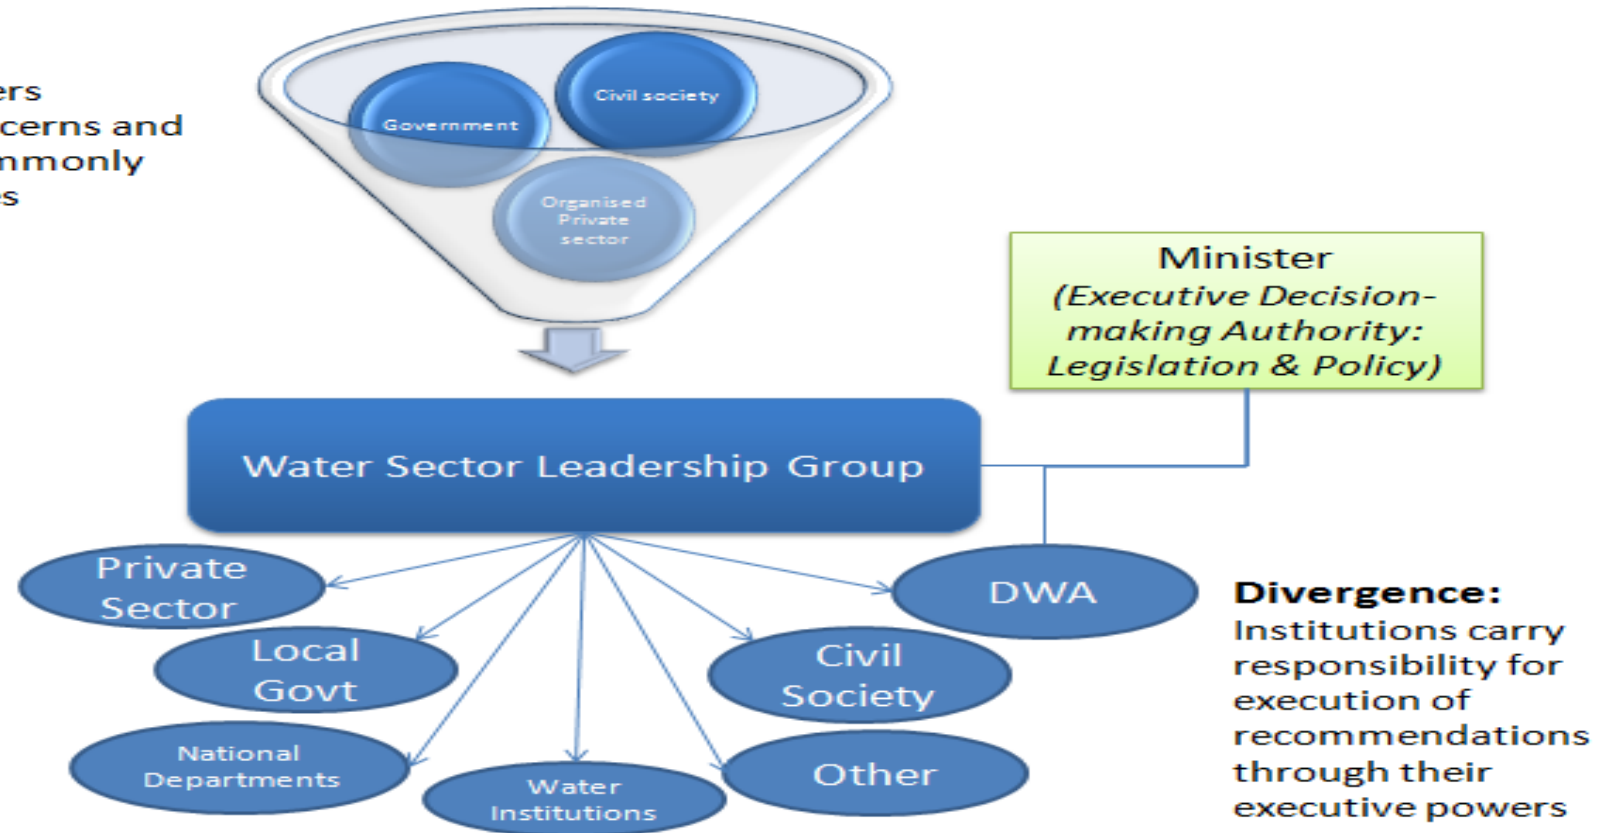 ers
cerns and
mmonly
es
Civil society
Government
Organised
Private
sector
Minister
(Executive Decision-
making Authority:
Legislation & Policy)
Water Sector Leadership Group
Private
Sector
DWA
Local
Govt
Civil
Society
National
Departments
Water
Institutions
Other
Divergence:
Institutions carry
responsibility for
execution of
recommendations
through their
executive powers